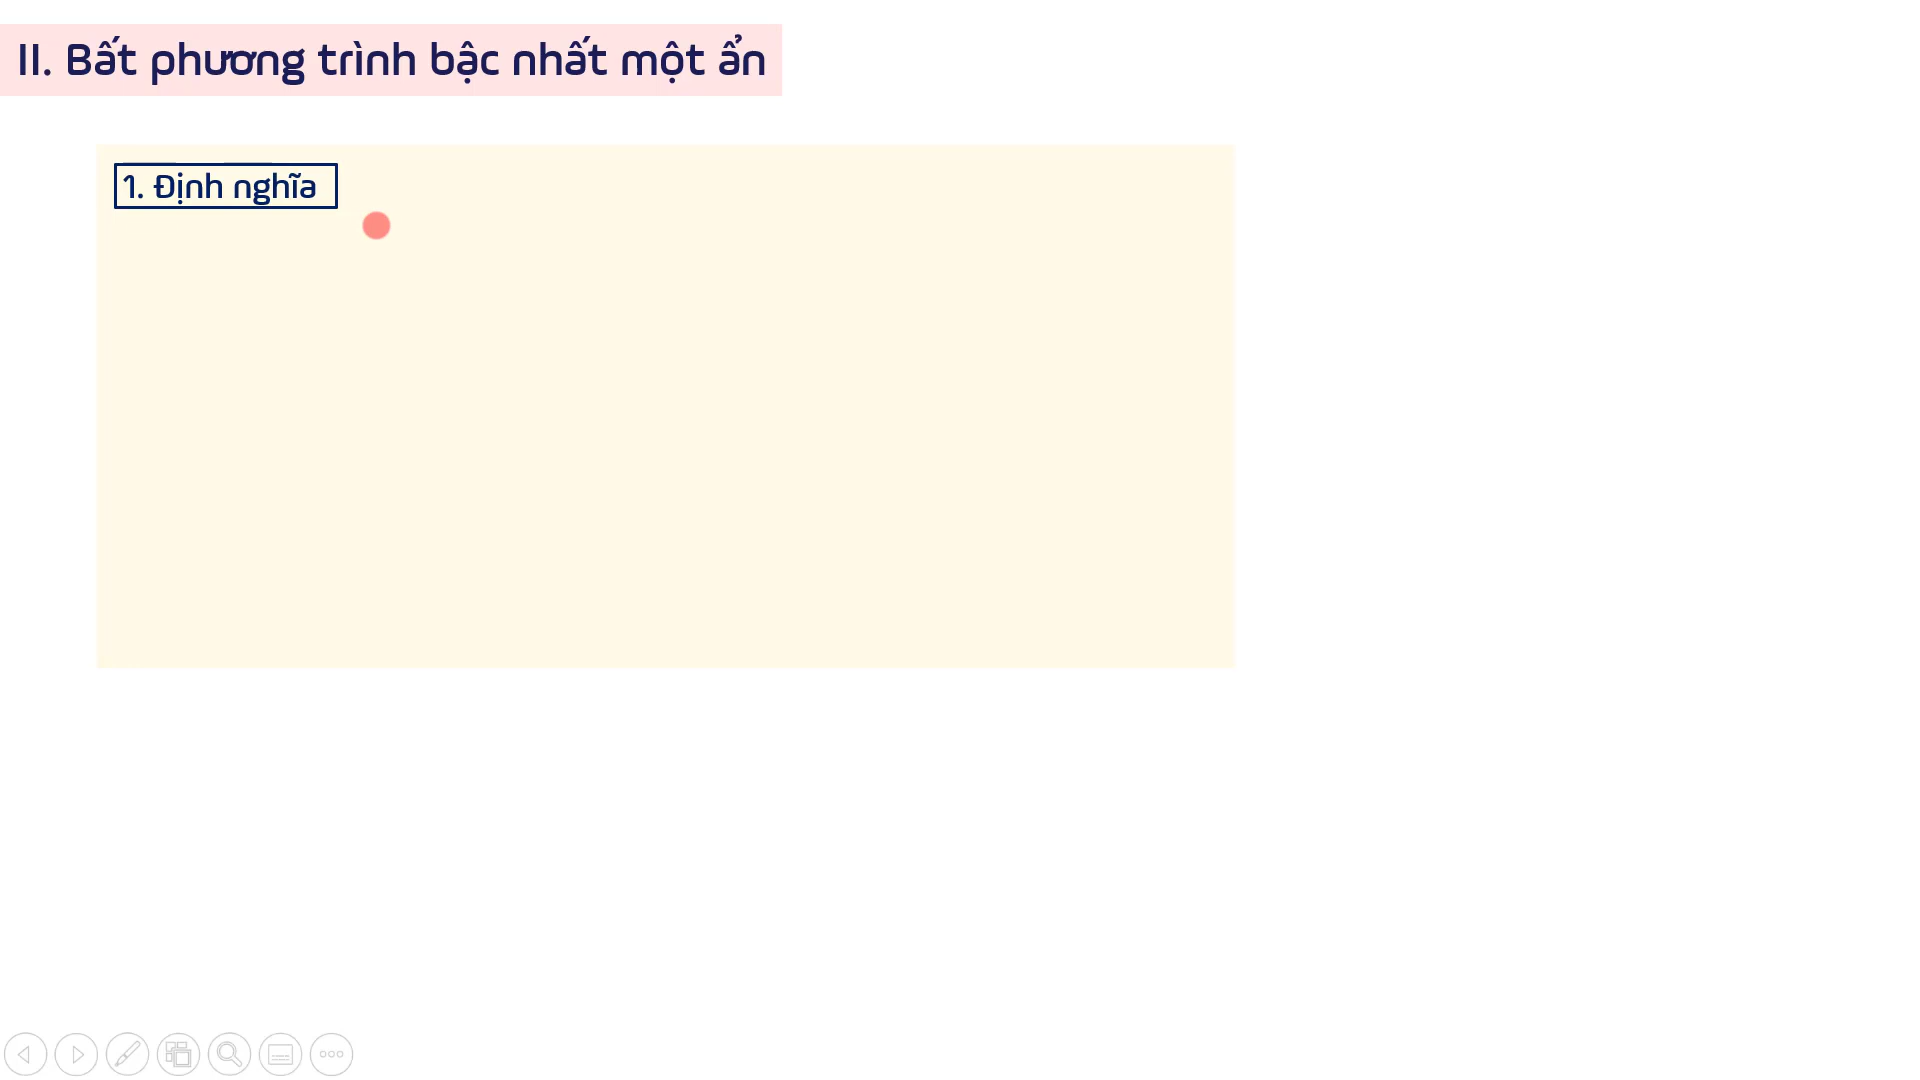 II. Bất phương trình bậc nhất một ẩn
1. Định nghĩa